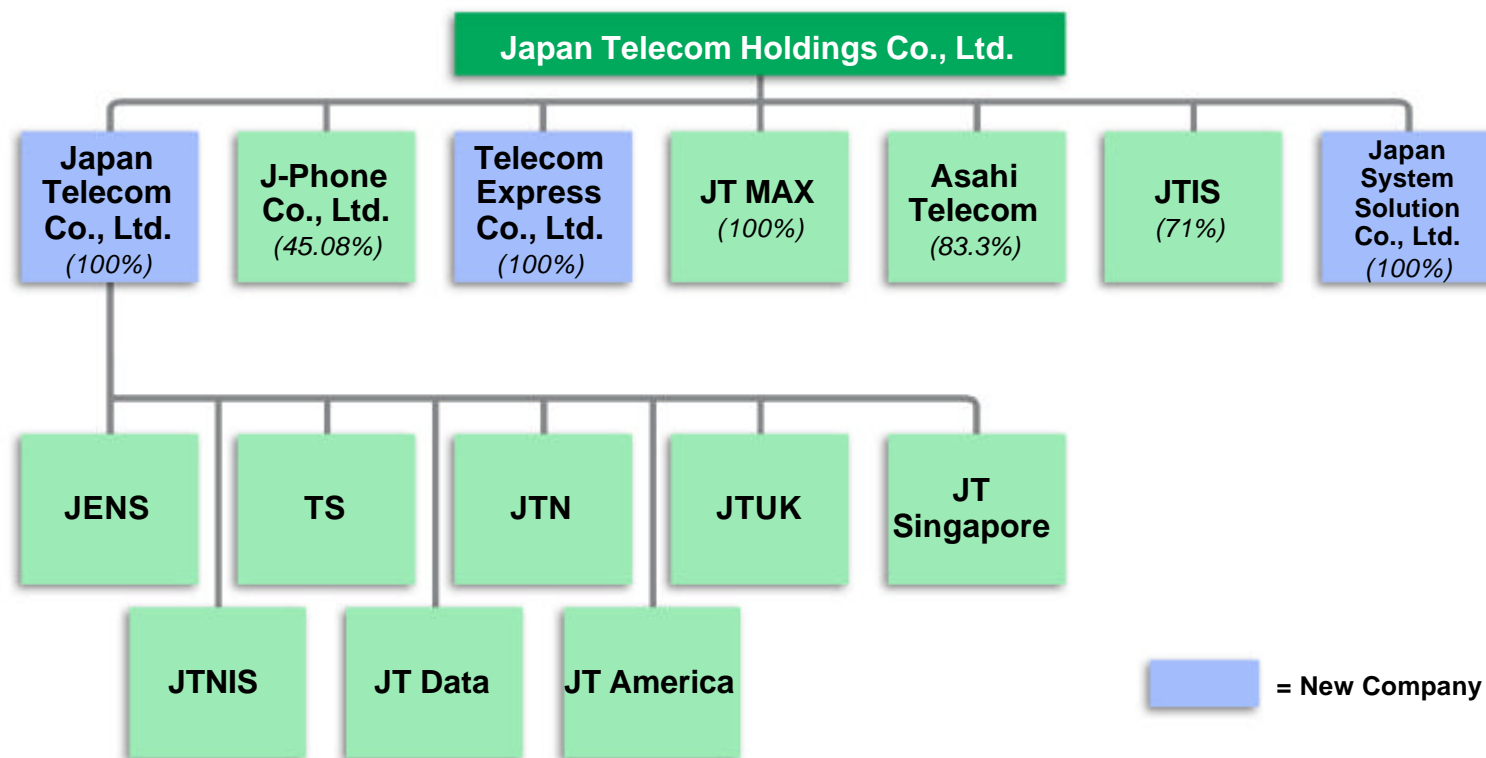 Japan Telecom Holdings Co., Ltd.
Japan
Telecom
Co., Ltd.
(100%)
J-Phone
Co., Ltd.
(45.08%)
Telecom
Express
Co., Ltd.
(100%)
JT MAX
(100%)
Asahi
Telecom
(83.3%)
JTIS
(71%)
Japan
System
Solution
Co., Ltd.
(100%)
JENS
TS
JTN
JTUK
JT
Singapore
JTNIS
JT Data
JT America
= New Company